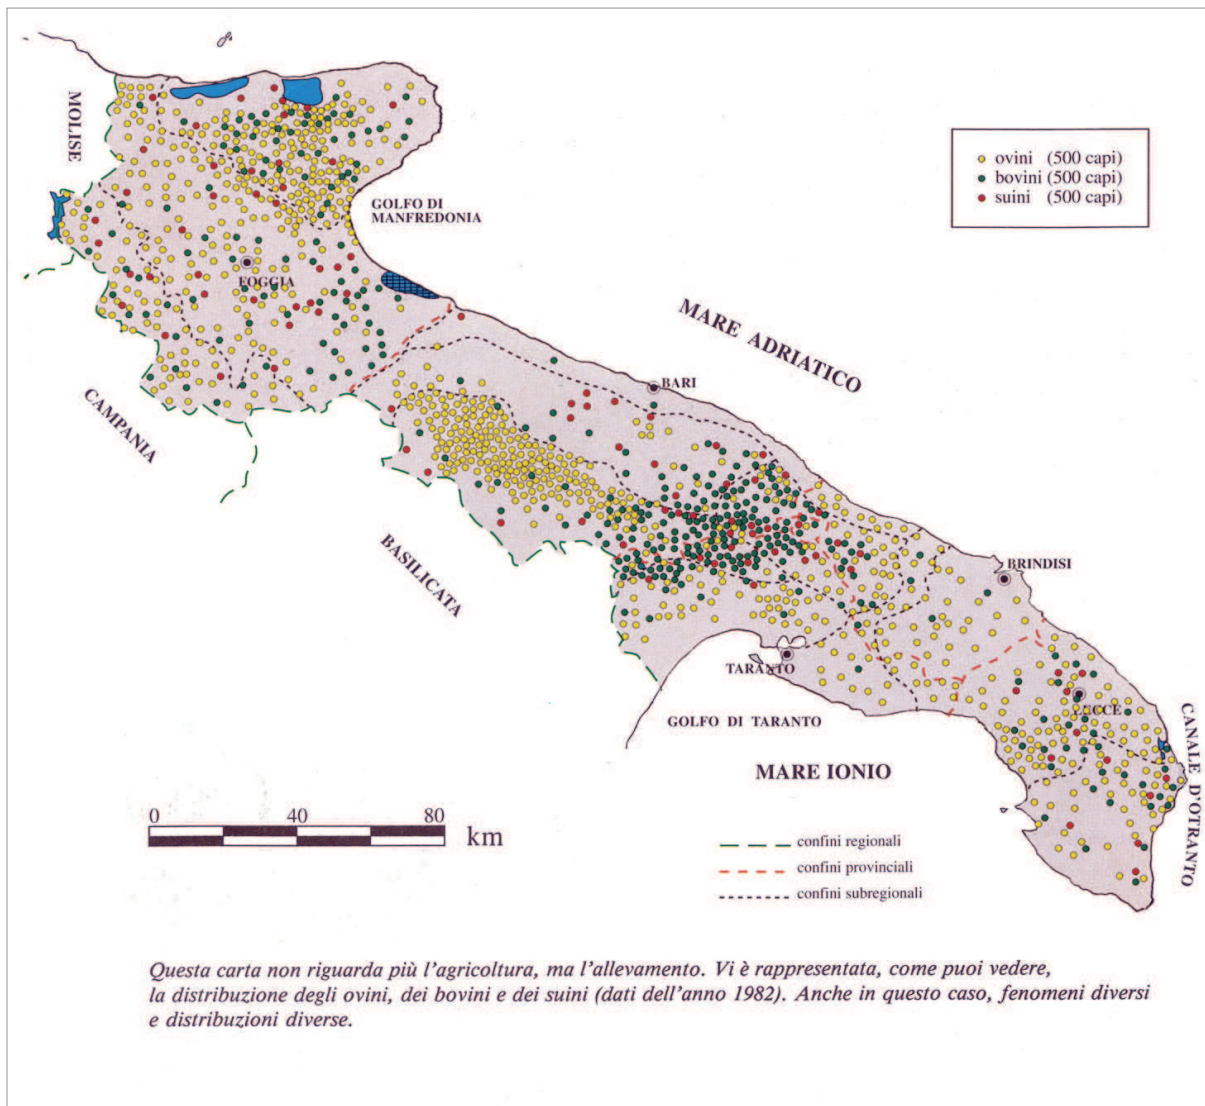 MOLISE
GOLFO DI
MANFREDONIA
FOGGIA
ovini (500 capi)
bovini (500 capi)
suini (500 capi)
MARE ADRIATICO
BARI
CAMPANIA
BASILICATA
BRINDISI
TARANTO
LECCE
GOLFO DI TARANTO
CANALE D'OTRANTO
MARE IONIO
0 40 80
km
confini regionali
confini provinciali
confini subregionali
Questa carta non riguarda più l'agricoltura, ma l'allevamento. Vi è rappresentata, come puoi vedere,
la distribuzione degli ovini, dei bovini e dei suini (dati dell'anno 1982). Anche in questo caso, fenomeni diversi
e distribuzioni diverse.